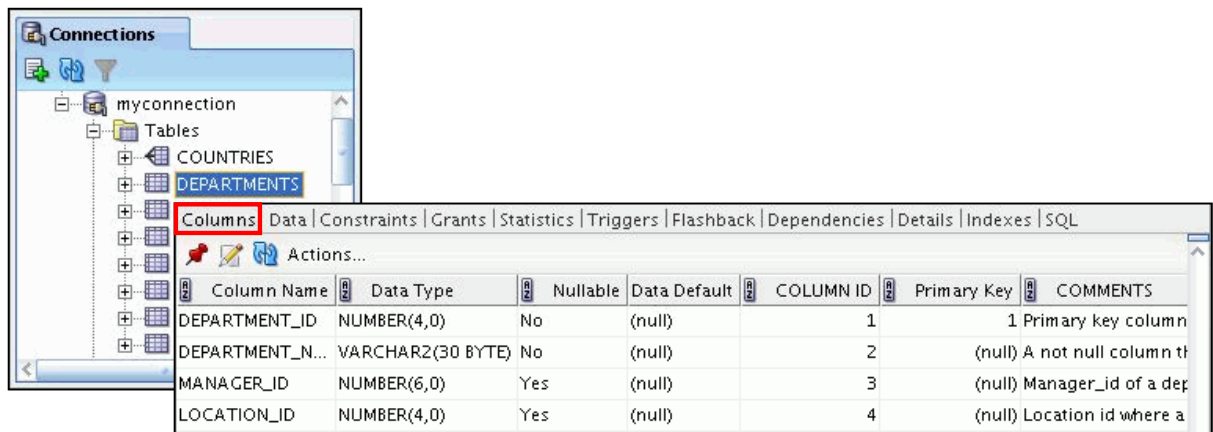 Connections
myconnection
Tables
COUNTRIES
DEPARTMENTS
Columns Data Constraints Grants Statistics Triggers Flashback Dependencies Details Indexes SQL
Actions...
Column Name Data Type Nullable Data Default COLUMN ID Primary Key COMMENTS
DEPARTMENT_ID NUMBER(4,0) No (null) 1 1 Primary key column
DEPARTMENT_N... VARCHAR2(30 BYTE) No (null) 2 (null) A not null column
MANAGER_ID NUMBER(6,0) Yes (null) 3 (null) Manager_id of a dep
LOCATION_ID NUMBER(4,0) Yes (null) 4 (null) Location id where a